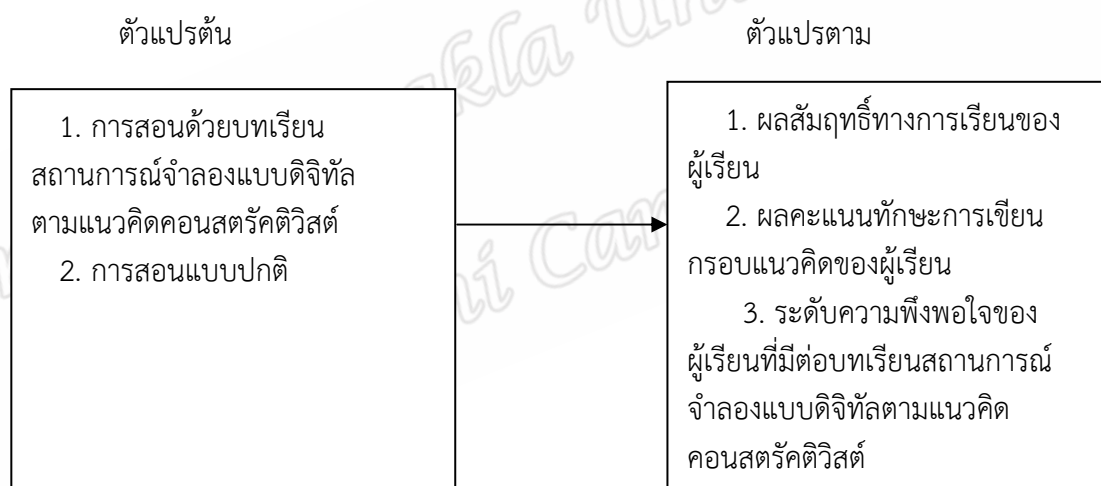 ตัวแปรต้น
ตัวแปรตาม
1. การสอนด้วยบทเรียน
สถานการณ์จำลองแบบดิจิทัล
ตามแนวคิดคอนสตรัคติวิสต์
2. การสอนแบบปกติ
1. ผลสัมฤทธิ์ทางการเรียนของ
ผู้เรียน
2. ผลคะแนนทักษะการเขียน
กรอบแนวคิดของผู้เรียน
3. ระดับความพึงพอใจของ
ผู้เรียนที่มีต่อบทเรียนสถานการณ์
จำลองแบบดิจิทัลตามแนวคิด
คอนสตรัคติวิสต์